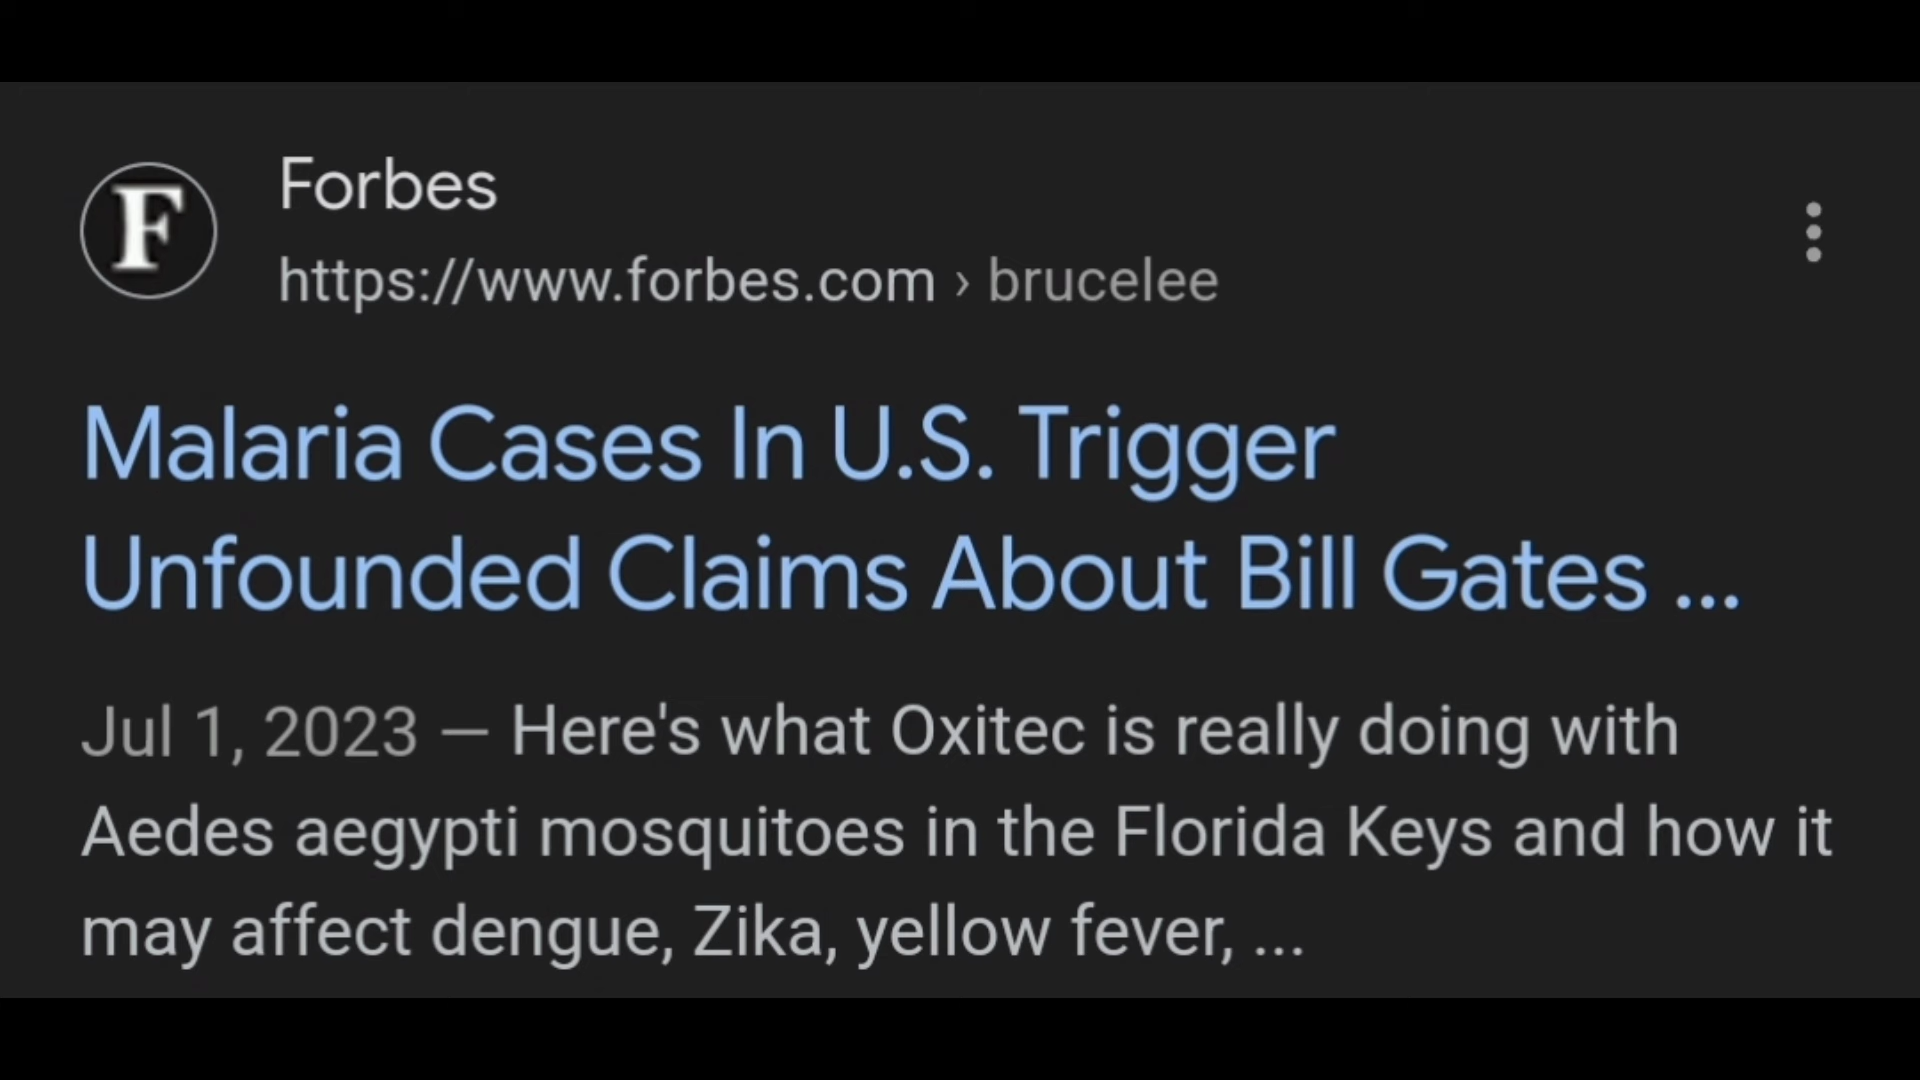 F
Forbes
https://www.forbes.com › brucelee
Malaria Cases In U.S. Trigger
Unfounded Claims About Bill Gates ...
Jul 1, 2023 — Here's what Oxitec is really doing with
Aedes aegypti mosquitoes in the Florida Keys and how it
may affect dengue, Zika, yellow fever, ...